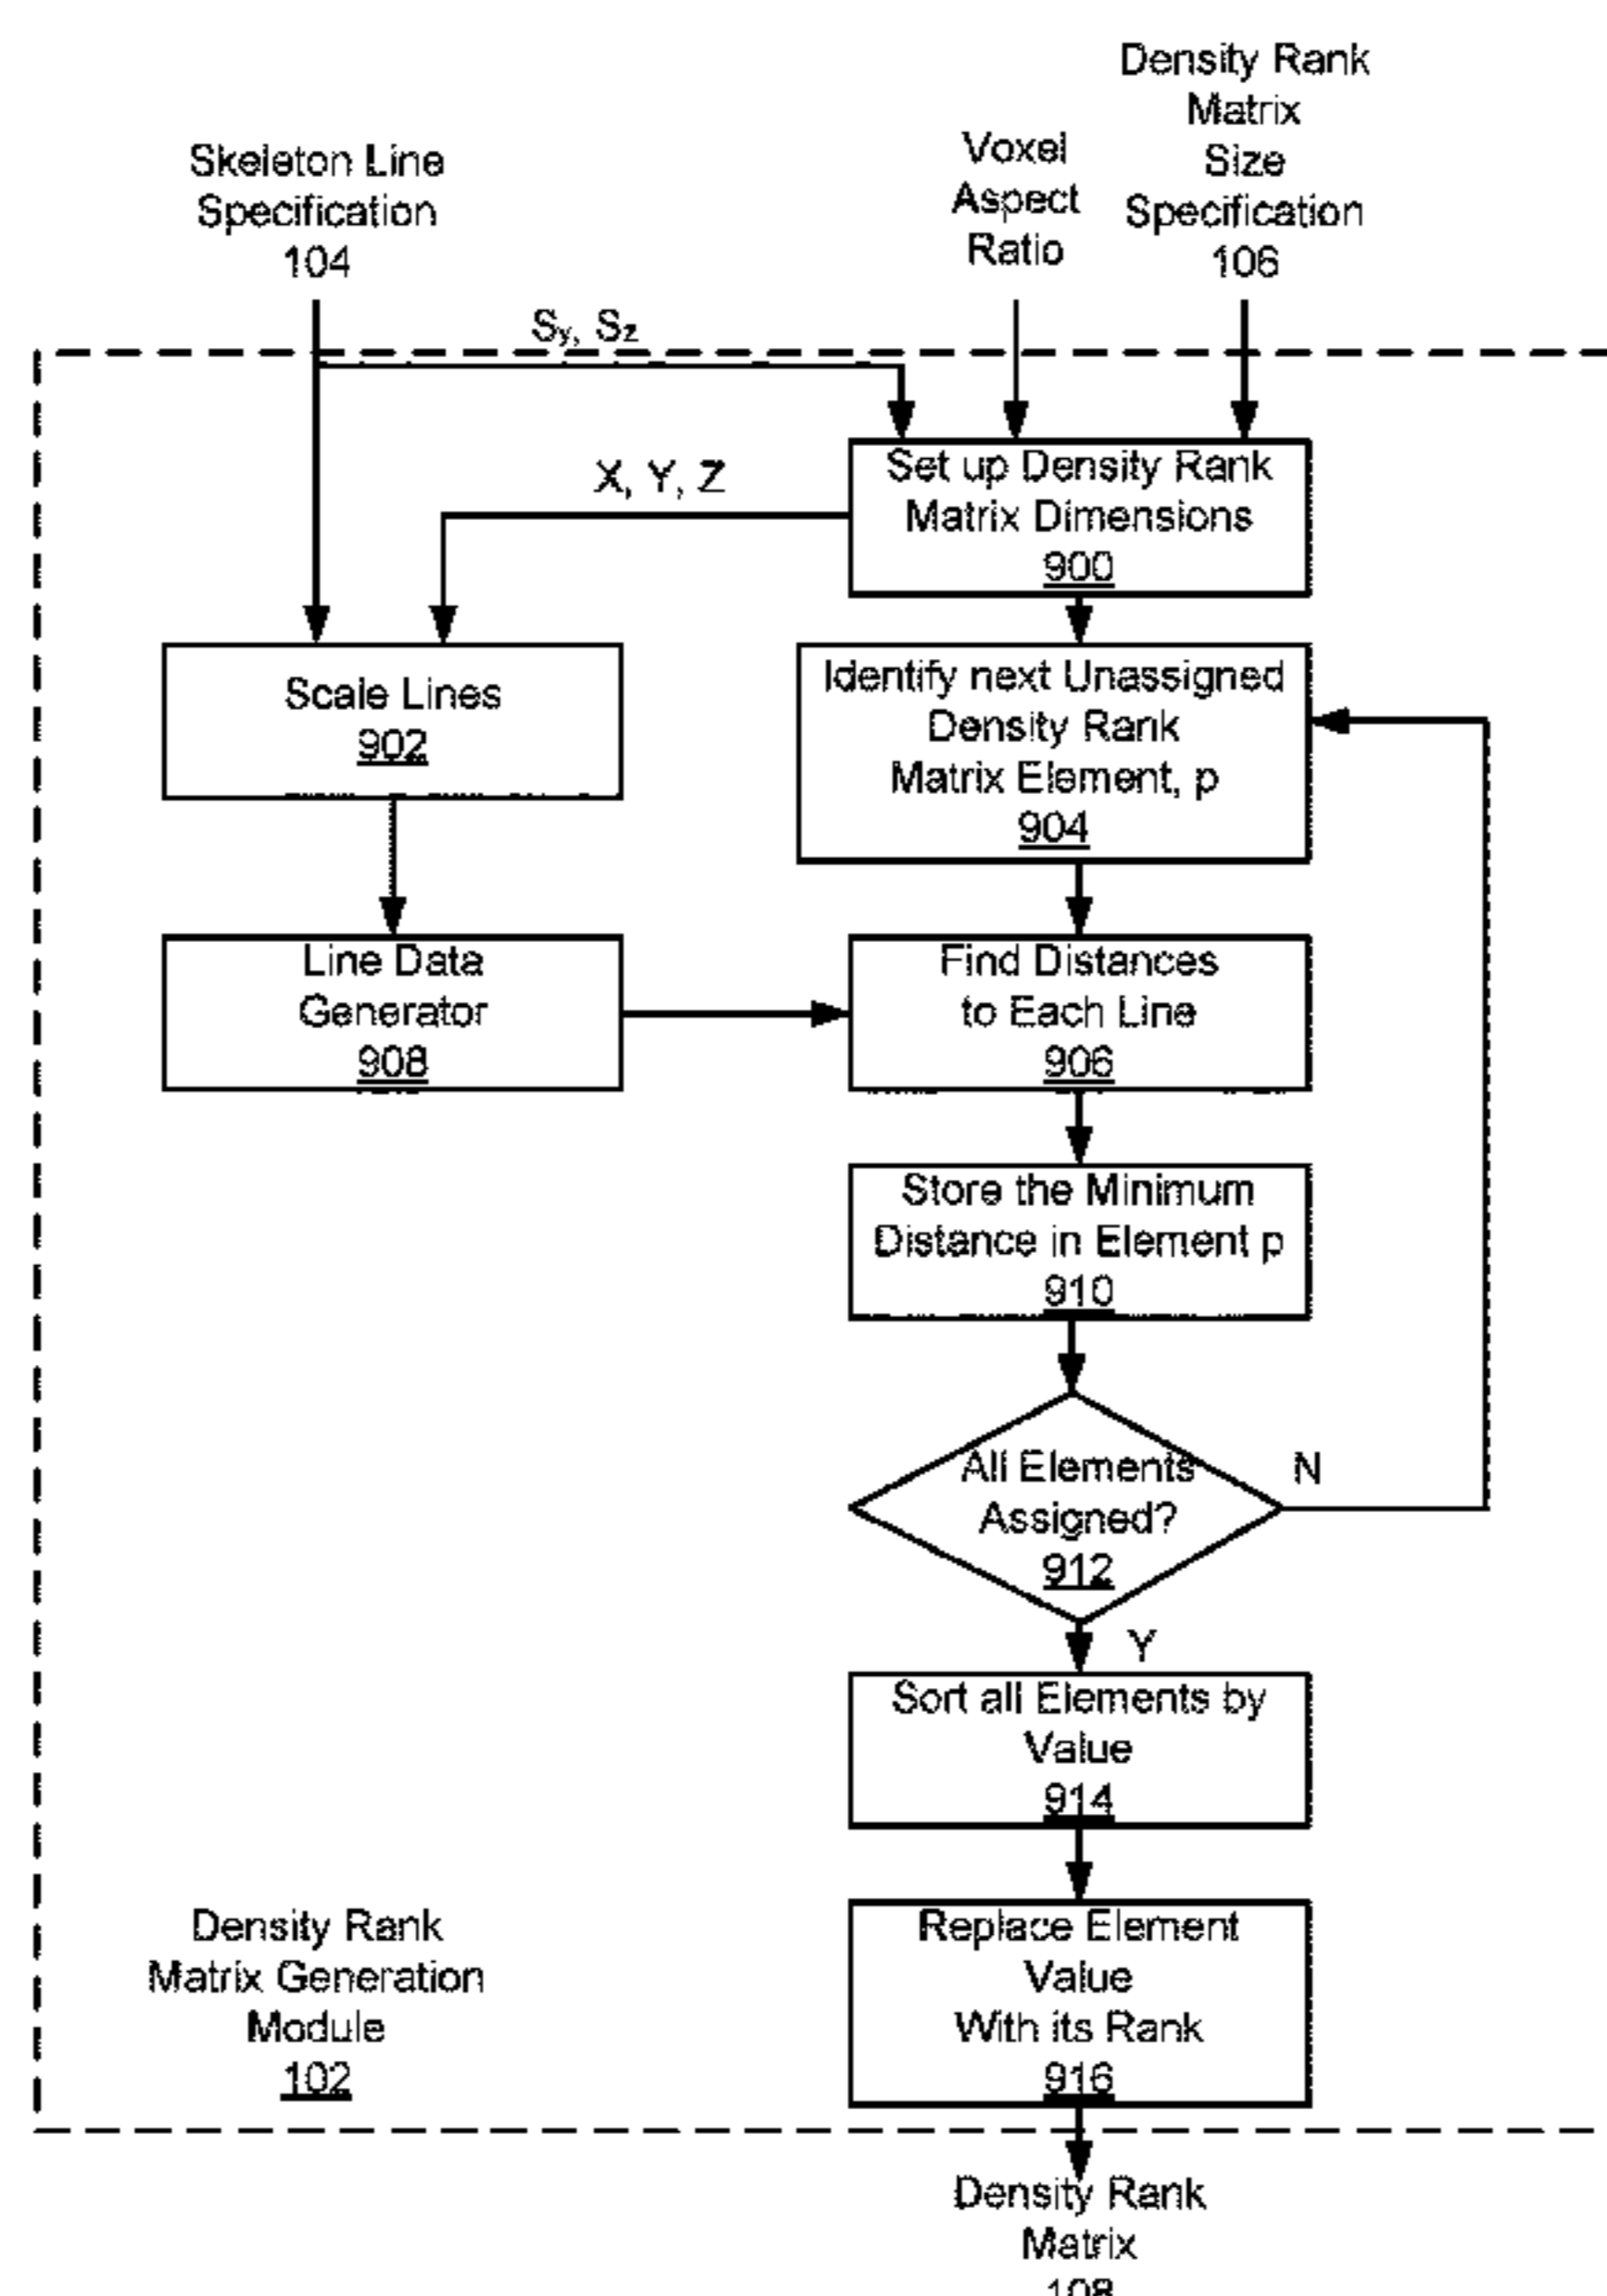 Density Rank
Matrix
Size
Specification
106
Voxel
Aspect
Ratio
Skeleton Line
Specification
104
Sy, Sz
X, Y, Z
Set up Density Rank
Matrix Dimensions
900
Scale Lines
902
Identify next Unassigned
Density Rank
Matrix Element, p
904
Line Data
Generator
908
Find Distances
to Each Line
906
Store the Minimum
Distance in Element p
910
All Elements
Assigned?
912
N
Y
Sort all Elements by
Value
914
Replace Element
Value
With its Rank
916
Density Rank
Matrix Generation
Module
102
Density Rank
Matrix
108